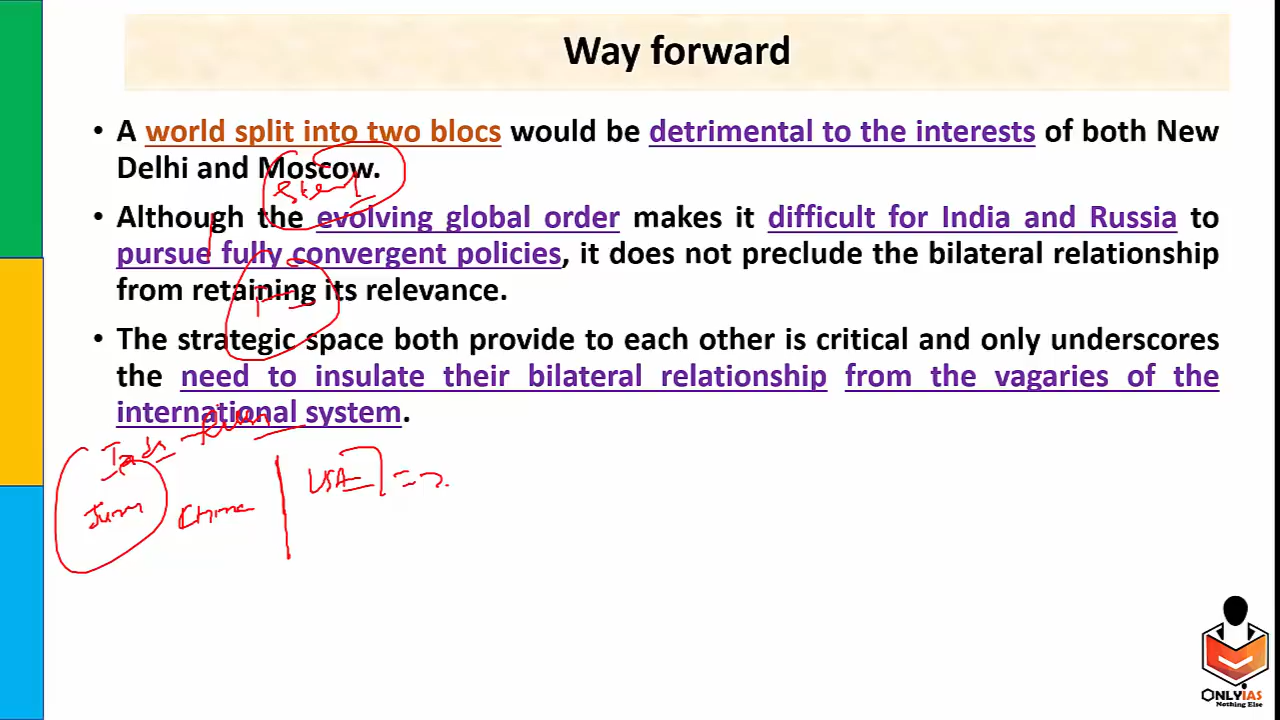 Way forward
• A world split into two blocs would be detrimental to the interests of both New
Delhi and Moscow.
• Although the evolving global order makes it difficult for India and Russia to
pursue fully convergent policies, it does not preclude the bilateral relationship
from retaining its relevance.
• The strategic space both provide to each other is critical and only underscores
the need to insulate their bilateral relationship from the vagaries of the
international system.
China
USA
ONLYIAS
Nothing Else